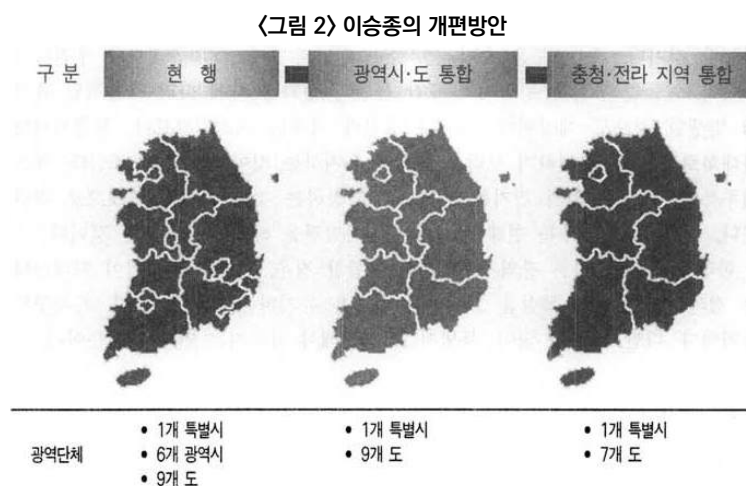 〈그림 2〉 이승종의 개편방안
구 분 현 행 광역시·도 통합 충청·전라 지역 통합
광역단체
• 1개 특별시
• 6개 광역시
• 9개 도
• 1개 특별시
• 9개 도
• 1개 특별시
• 7개 도